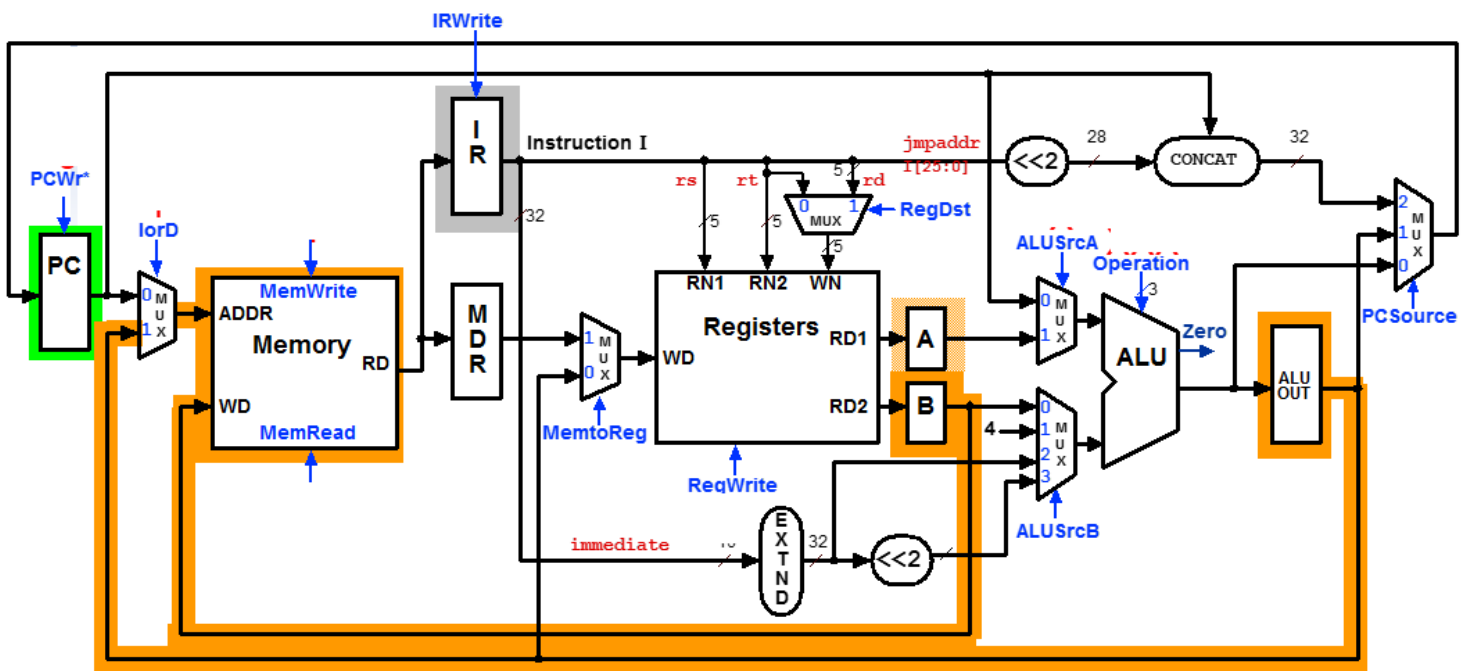 IRWrite
I
R
Instruction I
jmpaddr
I[25:0]
28
32
<<2
CONCAT
PCWr*
rs
rt
5
rd
32
5
5
0
1
MUX
RegDst
5
2
1
0
M
U
X
PCSource
IorD
PC
0
1
M
U
X
MemWrite
ADDR
Memory
RD
WD
MemRead
M
D
R
1
0
M
U
X
MemtoReg
RN1
RN2
WN
Registers
WD
RD1
RD2
RegWrite
A
B
ALUSrcA
0
1
M
U
X
Operation
3
Zero
ALU
ALU
OUT
4
0
1
2
3
M
U
X
ALUSrcB
immediate
E
X
T
N
D
32
<<2